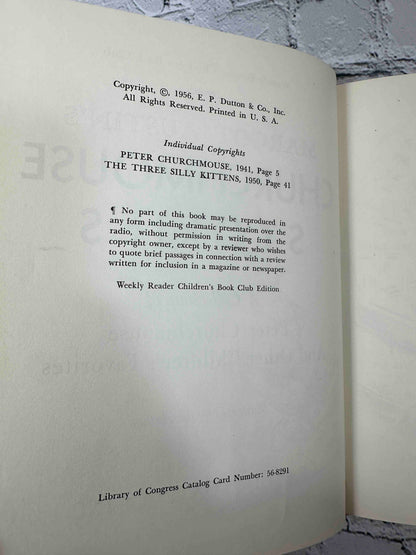 Copyright, ©, 1956, E. P. Dutton & Co., Inc.
All Rights Reserved. Printed in U. S. A.
Individual Copyrights
PETER CHURCHMOUSE, 1941, Page 5
THE THREE SILLY KITTENS, 1950, Page 41
¶ No part of this book may be reproduced in
any form including dramatic presentation over the
radio, without permission in writing from the
copyright owner, except by a reviewer who wishes
to quote brief passages in connection with a review
written for inclusion in a magazine or newspaper.
Weekly Reader Children's Book Club Edition
Library of Congress Catalog Card Number: 56-8291